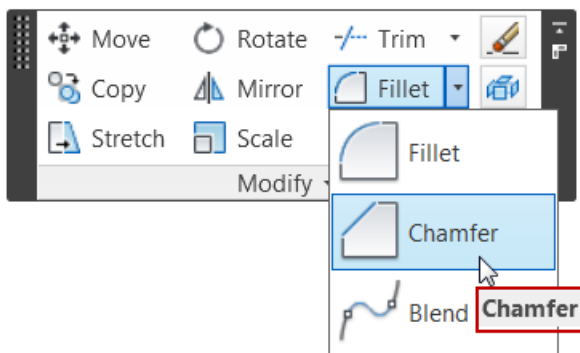 Move Rotate Trim
Copy Mirror Fillet
Stretch Scale
Modify
Fillet
Chamfer
Blend
Chamfer